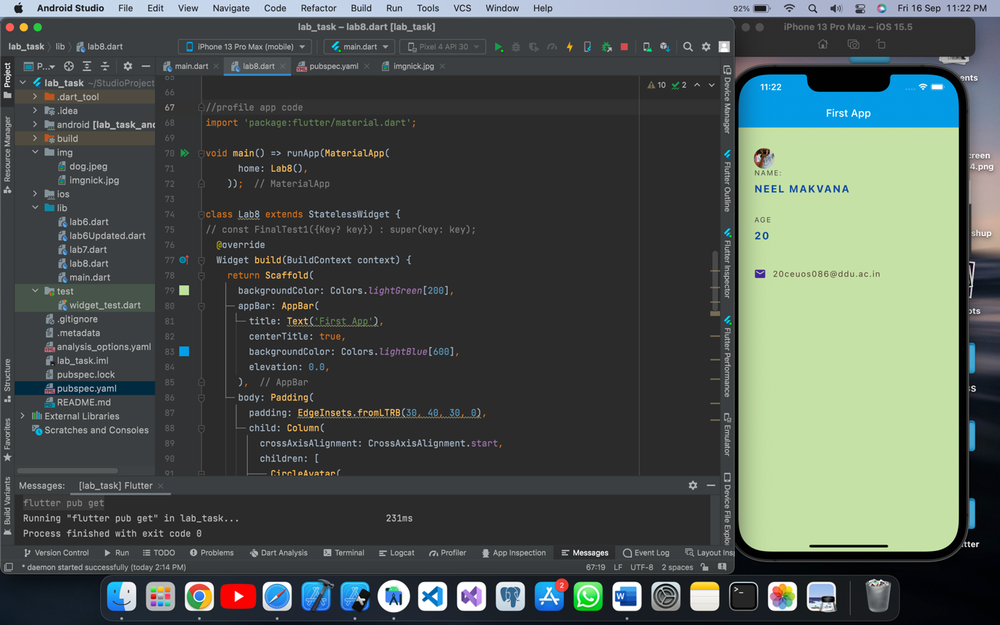 Android Studio File Edit View Navigate Code Refactor Build Run Tools VCS Window Help 92% Fri 16 Sep 11:22 PM
lab_task – lab8.dart [lab_task]
lab_task lib lab8.dart iPhone 13 Pro Max (mobile) main.dart Pixel 4 API 30
Project
Resource Manager
Structure
Favorites
Build Variants
P...
lab_task ~/StudioProject
.dart_tool
.idea
android [lab_task_and
build
img
dog.jpeg
imgnick.jpg
ios
lib
lab6.dart
lab6Updated.dart
lab7.dart
lab8.dart
main.dart
test
widget_test.dart
.gitignore
.metadata
analysis_options.yaml
lab_task.iml
pubspec.lock
pubspec.yaml
README.md
External Libraries
Scratches and Consoles
main.dart lab8.dart pubspec.yaml imgnick.jpg
10 2
65
66
67 //profile app code
68 import 'package:flutter/material.dart';
69
70 void main() => runApp(MaterialApp(
71 home: Lab8(),
72 )); // MaterialApp
73
74 class Lab8 extends StatelessWidget {
75 // const FinalTest1({Key? key}) : super(key: key);
76 @override
77 Widget build(BuildContext context) {
78 return Scaffold(
79 backgroundColor: Colors.lightGreen[200],
80 appBar: AppBar(
81 title: Text('First App'),
82 centerTitle: true,
83 backgroundColor: Colors.lightBlue[600],
84 elevation: 0.0,
85 ), // AppBar
86 body: Padding(
87 padding: EdgeInsets.fromLTRB(30, 40, 30, 0),
88 child: Column(
89 crossAxisAlignment: CrossAxisAlignment.start,
90 children: [
91 CircleAvatar(
Device Manager
Flutter Outline
Flutter Inspector
Flutter Performance
Emulator
Device File Explo
Messages: [lab_task] Flutter
flutter pub get
Running "flutter pub get" in lab_task... 231ms
Process finished with exit code 0
Version Control Run TODO Problems Dart Analysis Terminal Logcat Profiler App Inspection Messages Event Log Layout Insp
* daemon started successfully (today 2:14 PM) 67:19 LF UTF-8 2 spaces
iPhone 13 Pro Max – iOS 15.5
11:22
First App
NAME:
NEEL MAKVANA
AGE
20
20ceuos086@ddu.ac.in
ents
creen
4.png
shup
ots
SS
tter
2